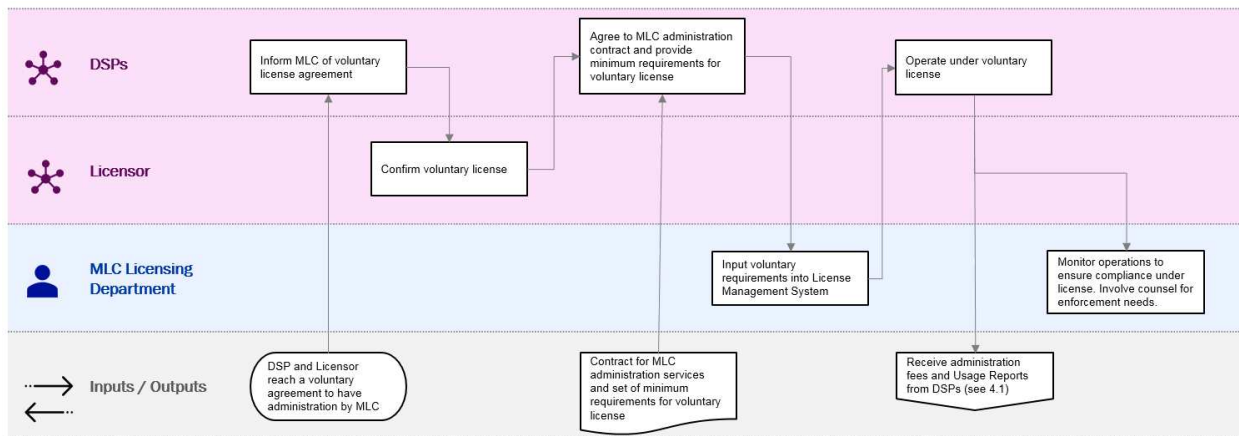 DSPs
Inform MLC of voluntary
license agreement
Agree to MLC administration
contract and provide
minimum requirements for
voluntary license
Operate under voluntary
license
Licensor
Confirm voluntary license
MLC Licensing
Department
Input voluntary
requirements into License
Management System
Monitor operations to
ensure compliance under
license. Involve counsel for
enforcement needs.
Inputs / Outputs
DSP and Licensor
reach a voluntary
agreement to have
administration by MLC
Contract for MLC
administration services
and set of minimum
requirements for voluntary
license
Receive administration
fees and Usage Reports
from DSPs (see 4.1)